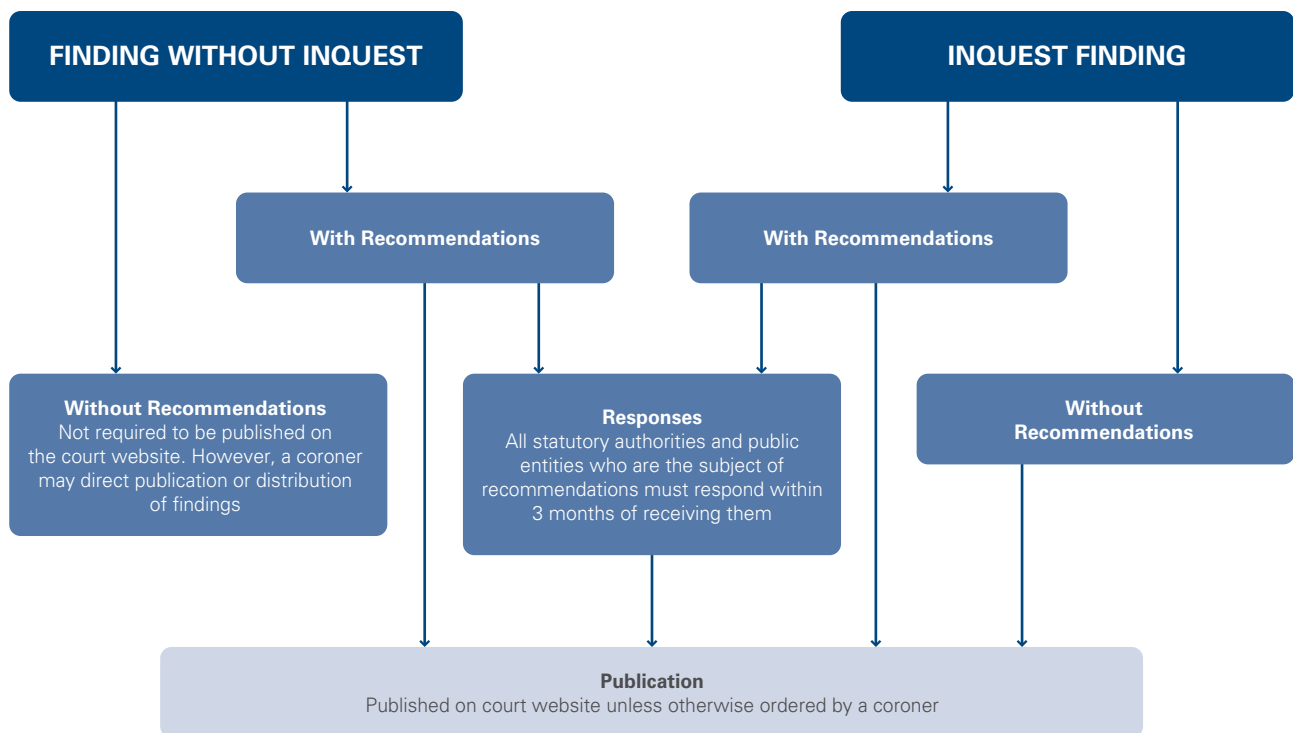 FINDING WITHOUT INQUEST
INQUEST FINDING
With Recommendations
With Recommendations
Without Recommendations
Not required to be published on
the court website. However, a coroner
may direct publication or distribution
of findings
Responses
All statutory authorities and public
entities who are the subject of
recommendations must respond within
3 months of receiving them
Without
Recommendations
Publication
Published on court website unless otherwise ordered by a coroner